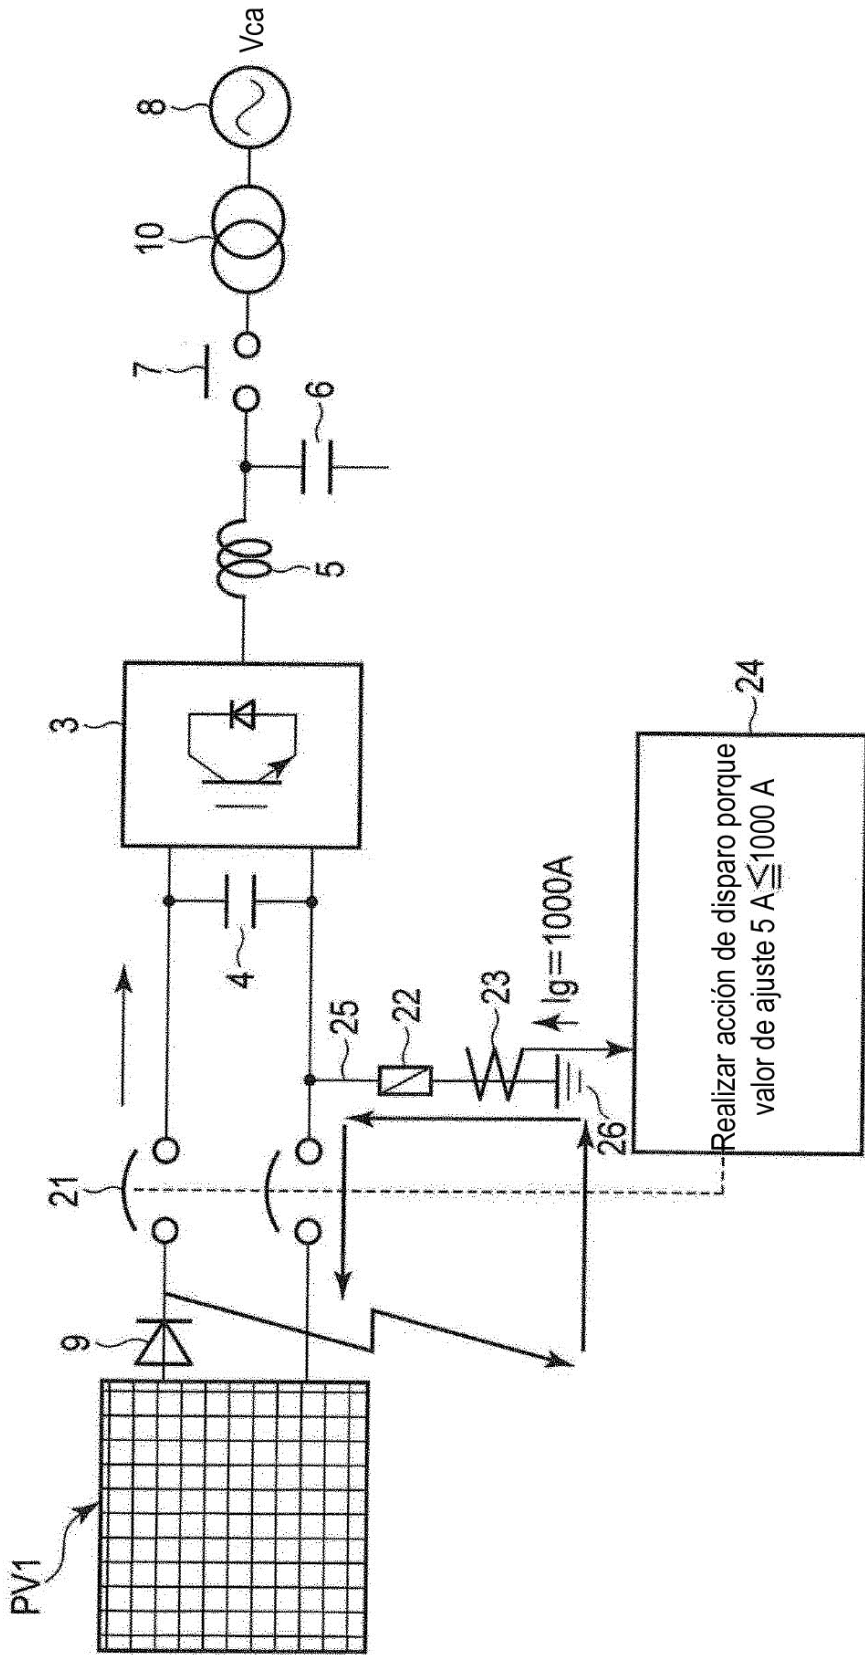 PV1
9
21
4
3
5
6
7
10
8
Vca
25
22
23
26
Ig=1000A
24
Realizar acción de disparo porque
valor de ajuste 5 A≦1000 A